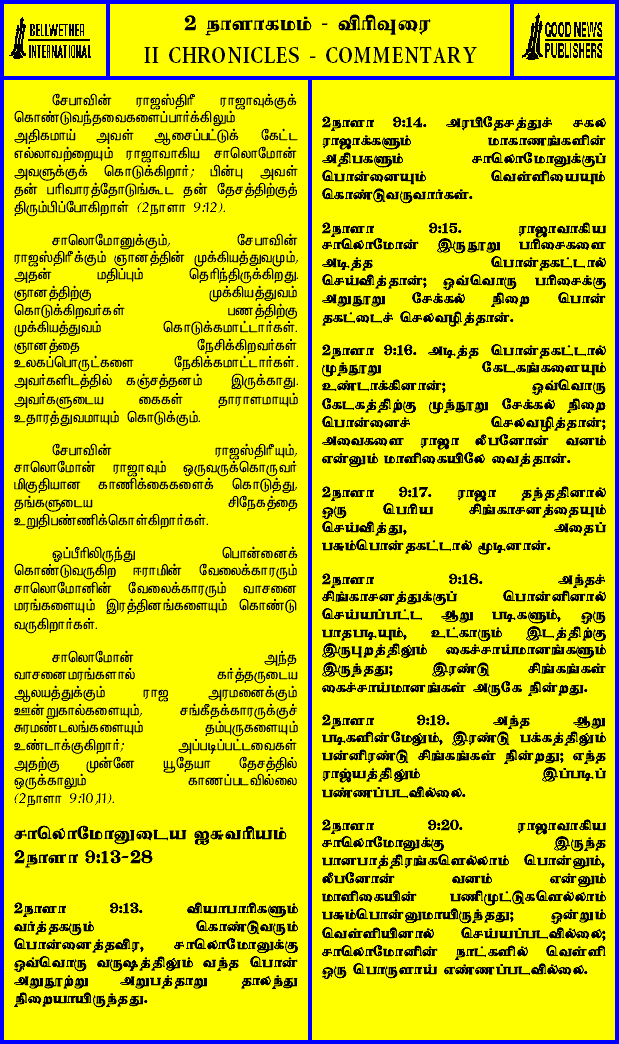 BELLWETHER
INTERNATIONAL
2 நாளாகமம் - விரிவுரை
II CHRONICLES - COMMENTARY
GOOD NEWS
PUBLISHERS
சேபாவின் ராஜஸ்திரீ ராஜாவுக்குக்
கொண்டுவந்தவைகளைப்பார்க்கிலும்
அதிகமாய் அவள் ஆசைப்பட்டுக் கேட்ட
எல்லாவற்றையும் ராஜாவாகிய சாலொமோன்
அவளுக்குக் கொடுக்கிறார்; பின்பு அவள்
தன் பரிவாரத்தோடுங்கூட தன் தேசத்திற்குத்
திரும்பிப்போகிறாள் (2நாளா 9:12).
சாலொமோனுக்கும், சேபாவின்
ராஜஸ்திரீக்கும் ஞானத்தின் முக்கியத்துவமும்,
அதன் மதிப்பும் தெரிந்திருக்கிறது.
ஞானத்திற்கு முக்கியத்துவம்
கொடுக்கிறவர்கள் பணத்திற்கு
முக்கியத்துவம் கொடுக்கமாட்டார்கள்.
ஞானத்தை நேசிக்கிறவர்கள்
உலகப்பொருட்களை நேகிக்கமாட்டார்கள்.
அவர்களிடத்தில் கஞ்சத்தனம் இருக்காது.
அவர்களுடைய கைகள் தாராளமாயும்
உதாரத்துவமாயும் கொடுக்கும்.
சேபாவின் ராஜஸ்திரீயும்,
சாலொமோன் ராஜாவும் ஒருவருக்கொருவர்
மிகுதியான காணிக்கைகளைக் கொடுத்து,
தங்களுடைய சிநேகத்தை
உறுதிபண்ணிக்கொள்கிறார்கள்.
ஒப்பீரிலிருந்து பொன்னைக்
கொண்டுவருகிற ஈராமின் வேலைக்காரரும்
சாலொமோனின் வேலைக்காரரும் வாசனை
மரங்களையும் இரத்தினங்களையும் கொண்டு
வருகிறார்கள்.
சாலொமோன் அந்த
வாசனைமரங்களால் கர்த்தருடைய
ஆலயத்துக்கும் ராஜ அரமனைக்கும்
ஊன்றுகால்களையும், சங்கீதக்காரருக்குச்
சுரமண்டலங்களையும் தம்புருகளையும்
உண்டாக்குகிறார்; அப்படிப்பட்டவைகள்
அதற்கு முன்னே யூதேயா தேசத்தில்
ஒருக்காலும் காணப்படவில்லை
(2நாளா 9:10,11).
சாலொமோனுடைய ஐசுவரியம்
2நாளா 9:13-28
2நாளா 9:13. வியாபாரிகளும்
வர்த்தகரும் கொண்டுவரும்
பொன்னைத்தவிர, சாலொமோனுக்கு
ஒவ்வொரு வருஷத்திலும் வந்த பொன்
அறுநூற்று அறுபத்தாறு தாலந்து
நிறையாயிருந்தது.
2நாளா 9:14. அரபிதேசத்துச் சகல
ராஜாக்களும் மாகாணங்களின்
அதிபகளும் சாலொமோனுக்குப்
பொன்னையும் வெள்ளியையும்
கொண்டுவருவார்கள்.
2நாளா 9:15. ராஜாவாகிய
சாலொமோன் இருநூறு பரிசைகளை
அடித்த பொன்தகட்டால்
செய்வித்தான்; ஒவ்வொரு பரிசைக்கு
அறுநூறு சேக்கல் நிறை பொன்
தகட்டைச் செலவழித்தான்.
2நாளா 9:16. அடித்த பொன்தகட்டால்
முந்நூறு கேடகங்களையும்
உண்டாக்கினான்; ஒவ்வொரு
கேடகத்திற்கு முந்நூறு சேக்கல் நிறை
பொன்னைச் செலவழித்தான்;
அவைகளை ராஜா லீபனோன் வனம்
என்னும் மாளிகையிலே வைத்தான்.
2நாளா 9:17. ராஜா தந்ததினால்
ஒரு பெரிய சிங்காசனத்தையும்
செய்வித்து, அதைப்
பசும்பொன்தகட்டால் மூடினான்.
2நாளா 9:18. அந்தச்
சிங்காசனத்துக்குப் பொன்னினால்
செய்யப்பட்ட ஆறு படிகளும், ஒரு
பாதபடியும், உட்காரும் இடத்திற்கு
இருபுறத்திலும் கைச்சாய்மானங்களும்
இருந்தது; இரண்டு சிங்கங்கள்
கைச்சாய்மானங்கள் அருகே நின்றது.
2நாளா 9:19. அந்த ஆறு
படிகளின்மேலும், இரண்டு பக்கத்திலும்
பன்னிரண்டு சிங்கங்கள் நின்றது; எந்த
ராஜ்யத்திலும் இப்படிப்
பண்ணப்படவில்லை.
2நாளா 9:20. ராஜாவாகிய
சாலொமோனுக்கு இருந்த
பானபாத்திரங்களெல்லாம் பொன்னும்,
லீபனோன் வனம் என்னும்
மாளிகையின் பணிமுட்டுகளெல்லாம்
பசும்பொன்னுமாயிருந்தது; ஒன்றும்
வெள்ளியினால் செய்யப்படவில்லை;
சாலொமோனின் நாட்களில் வெள்ளி
ஒரு பொருளாய் எண்ணப்படவில்லை.